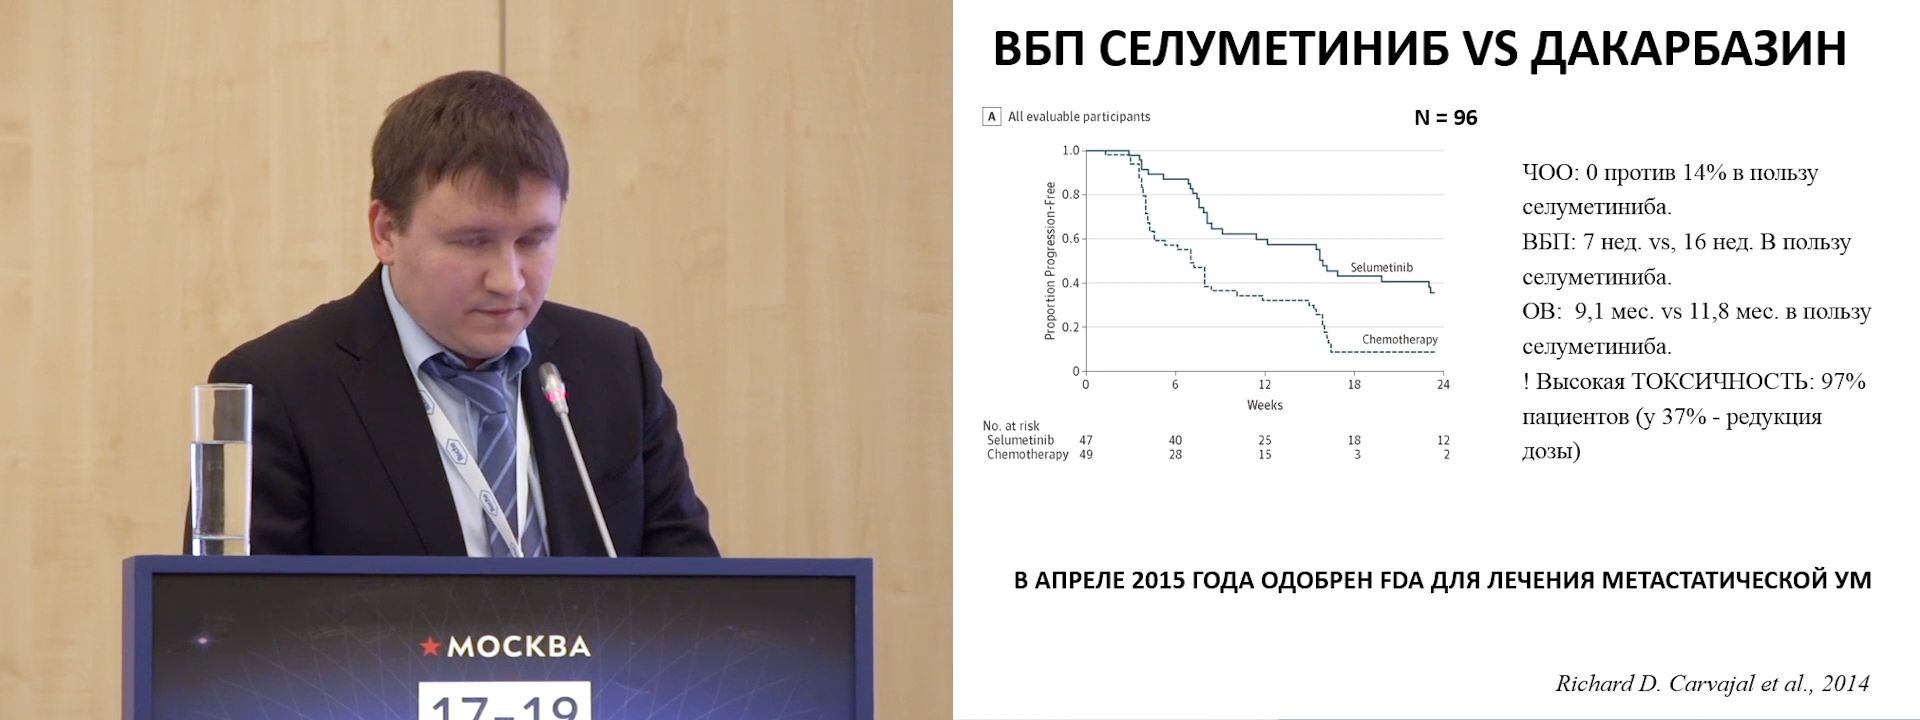 МОСКВА
17-19
ВБП СЕЛУМЕТИНИБ VS ДАКАРБАЗИН
A All evaluable participants
N = 96
Proportion Progression-Free
1.0
0.8
0.6
0.4
0.2
0
Selumetinib
Chemotherapy
0 6 12 18 24
Weeks
No. at risk
Selumetinib 47 40 25 18 12
Chemotherapy 49 28 15 3 2
ЧОО: 0 против 14% в пользу
селуметиниба.
ВБП: 7 нед. vs, 16 нед. В пользу
селуметиниба.
ОВ: 9,1 мес. vs 11,8 мес. в пользу
селуметиниба.
! Высокая ТОКСИЧНОСТЬ: 97%
пациентов (у 37% - редукция
дозы)
В АПРЕЛЕ 2015 ГОДА ОДОБРЕН FDA ДЛЯ ЛЕЧЕНИЯ МЕТАСТАТИЧЕСКОЙ УМ
Richard D. Carvajal et al., 2014